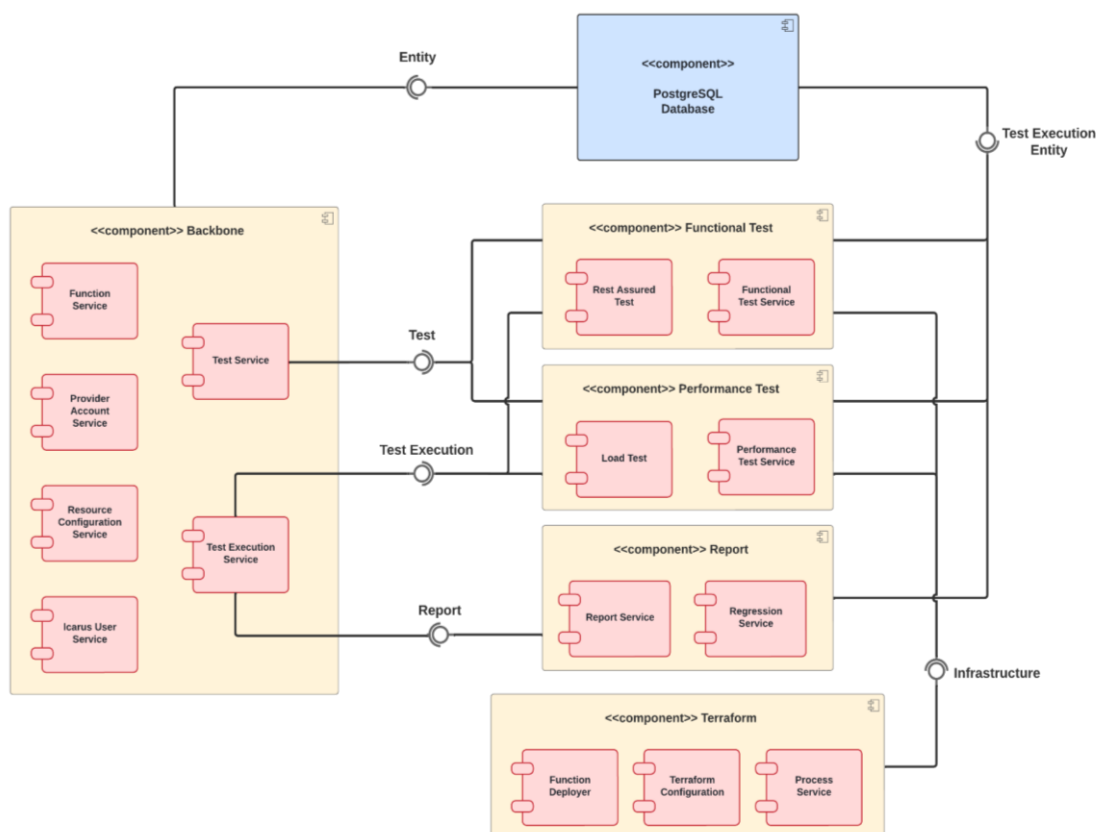 Entity
<<component>>
PostgreSQL
Database
Test Execution
Entity
<<component>> Backbone
Function
Service
Provider
Account
Service
Resource
Configuration
Service
Icarus User
Service
Test Service
Test Execution
Service
Test
Test Execution
Report
<<component>> Functional Test
Rest Assured
Test
Functional
Test Service
<<component>> Performance Test
Load Test
Performance
Test Service
<<component>> Report
Report Service
Regression
Service
Infrastructure
<<component>> Terraform
Function
Deployer
Terraform
Configuration
Process
Service